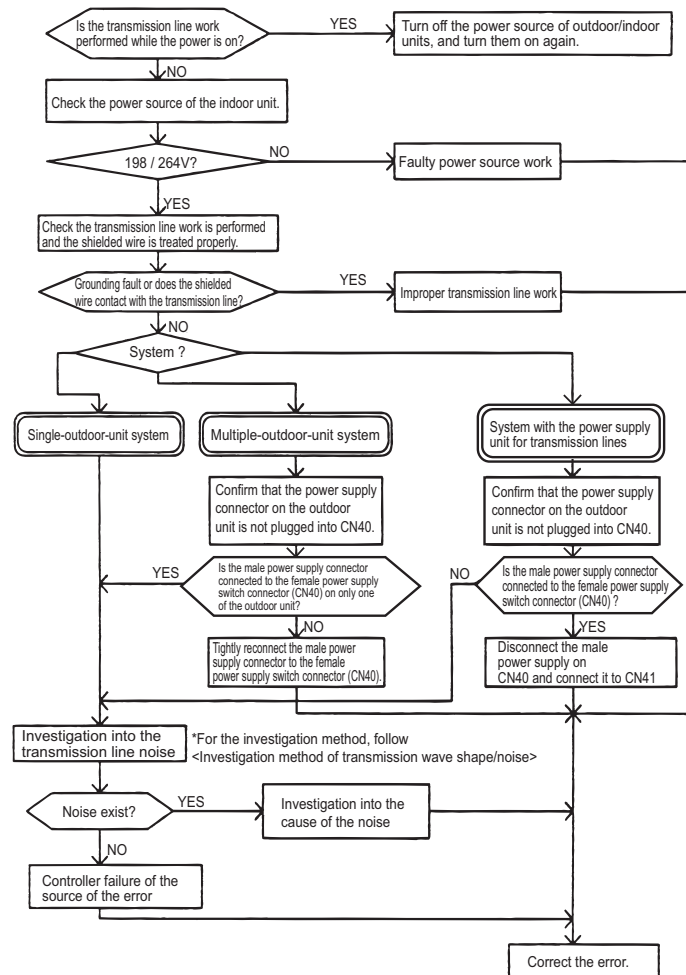 Is the transmission line work
performed while the power is on?
YES
Turn off the power source of outdoor/indoor
units, and turn them on again.
NO
Check the power source of the indoor unit.
198 / 264V?
NO
Faulty power source work
YES
Check the transmission line work is performed
and the shielded wire is treated properly.
Grounding fault or does the shielded
wire contact with the transmission line?
YES
Improper transmission line work
NO
System ?
Single-outdoor-unit system
Multiple-outdoor-unit system
System with the power supply
unit for transmission lines
Confirm that the power supply
connector on the outdoor
unit is not plugged into CN40.
Confirm that the power supply
connector on the outdoor
unit is not plugged into CN40.
YES
Is the male power supply connector
connected to the female power supply
switch connector (CN40) on only one
of the outdoor unit?
NO
Is the male power supply connector
connected to the female power supply
switch connector (CN40) ?
NO
YES
Tightly reconnect the male power
supply connector to the female
power supply switch connector (CN40).
Disconnect the male
power supply on
CN40 and connect it to CN41
Investigation into the
transmission line noise
*For the investigation method, follow
<Investigation method of transmission wave shape/noise>
Noise exist?
YES
Investigation into the
cause of the noise
NO
Controller failure of the
source of the error
Correct the error.